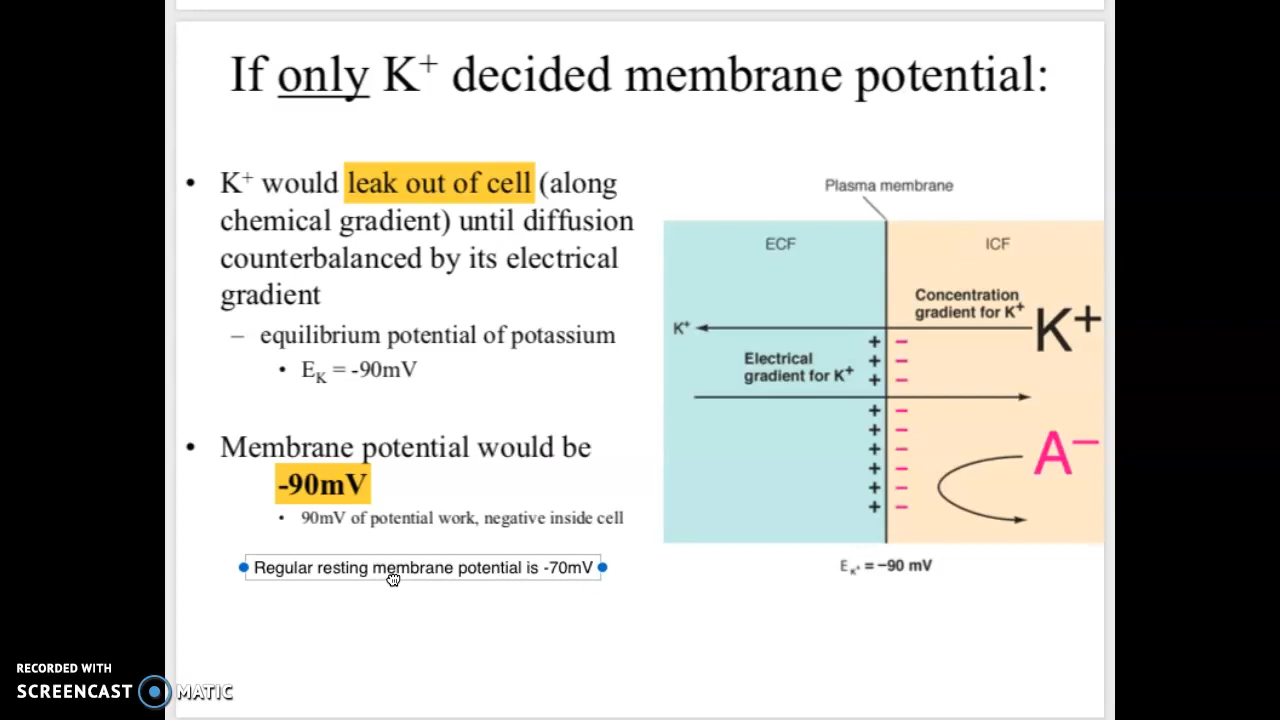 If only K⁺ decided membrane potential:
• K⁺ would leak out of cell (along
chemical gradient) until diffusion
counterbalanced by its electrical
gradient
– equilibrium potential of potassium
• Eₖ = -90mV
• Membrane potential would be
-90mV
• 90mV of potential work, negative inside cell
Regular resting membrane potential is -70mV
Plasma membrane
ECF
ICF
Concentration
gradient for K⁺
K⁺
K⁺
+ –
+ –
+ –
Electrical
gradient for K⁺
+ –
+ –
+ –
+ –
+ –
+ –
A⁻
E K⁺ = −90 mV
RECORDED WITH
SCREENCAST MATIC